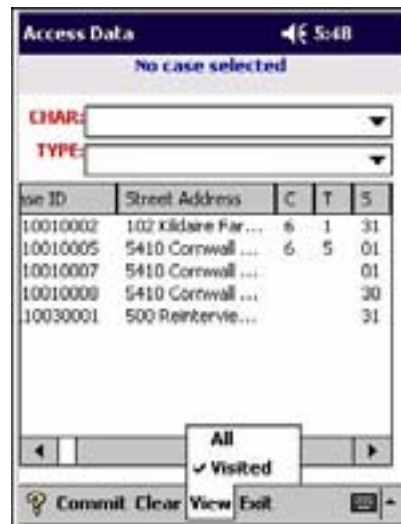 Access Data 5:48
No case selected
CHAR:
TYPE:
se ID Street Address C T S
10010002 102 Kildaire Far... 6 1 31
10010005 5410 Cornwall ... 6 5 01
10010007 5410 Cornwall ... 01
10010008 5410 Cornwall ... 30
10030001 500 Reintervie... 31
All
✓ Visited
Commit Clear View Exit